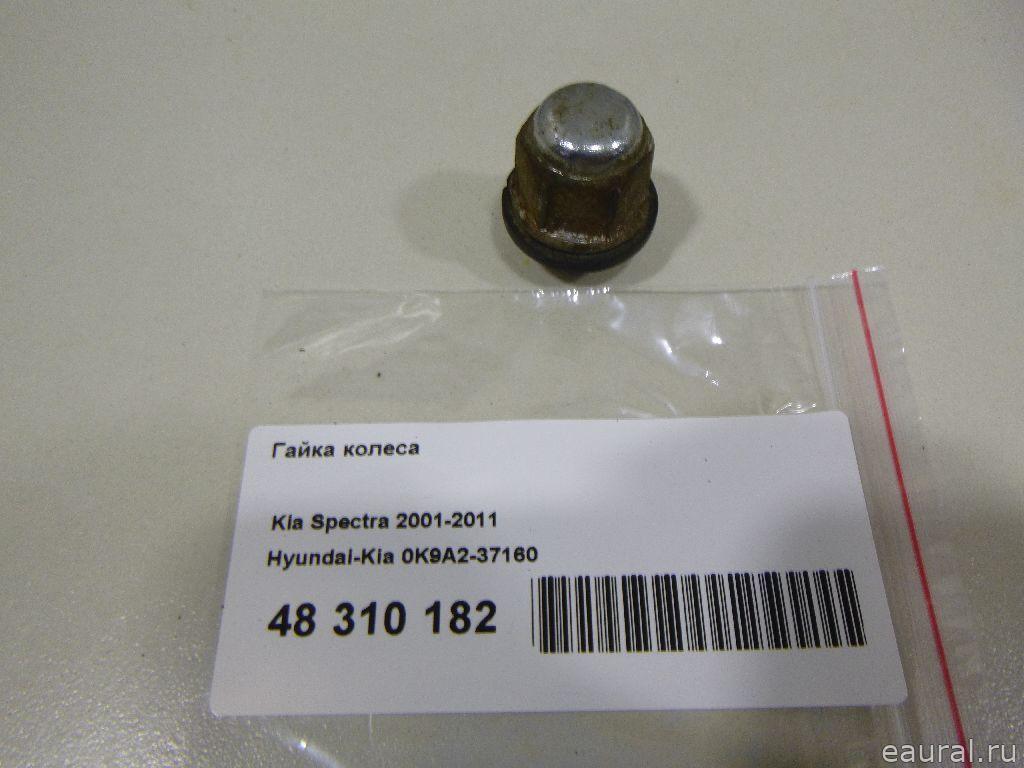 Гайка колеса
Kia Spectra 2001-2011
Hyundai-Kia 0K9A2-37160
48 310 182
eaural.ru